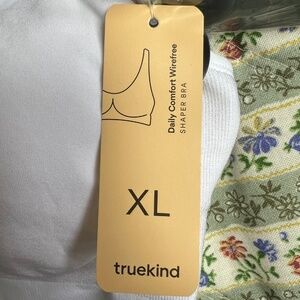 Daily Comfort Wirefree
SHAPER BRA
XL
truekind